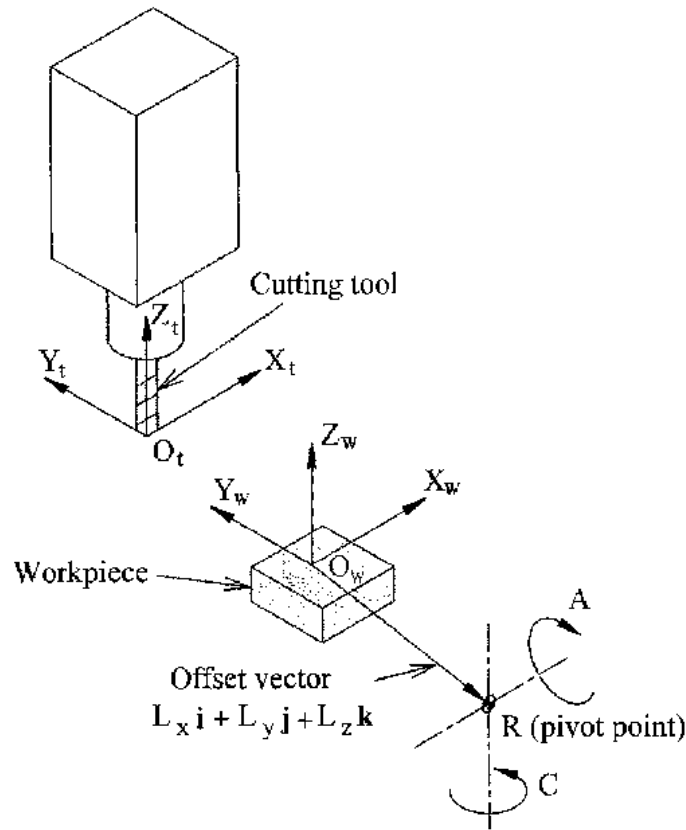 Cutting tool
Z_t
Y_t
X_t
O_t
Z_w
Y_w
X_w
O_w
Workpiece
A
Offset vector
L_x i + L_y j + L_z k
R (pivot point)
C